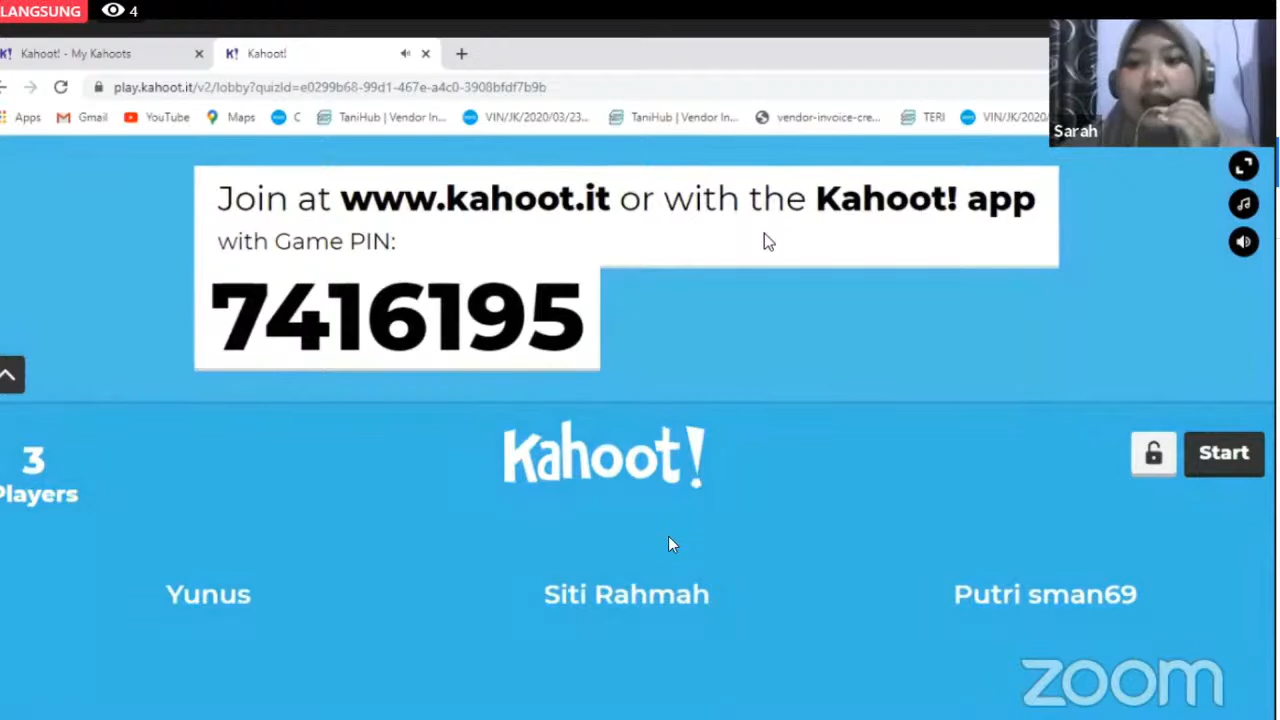 LANGSUNG 4
Kahoot! - My Kahoots
Kahoot!
play.kahoot.it/v2/lobby?quizId=e0299b68-99d1-467e-a4c0-3908bfdf7b9b
Apps Gmail YouTube Maps C TaniHub | Vendor In... VIN/JK/2020/03/23... TaniHub | Vendor In... vendor-invoice-cre... TERI VIN/JK/2020/
Sarah
Join at www.kahoot.it or with the Kahoot! app
with Game PIN:
7416195
3
Players
Kahoot!
Start
Yunus
Siti Rahmah
Putri sman69
zoom